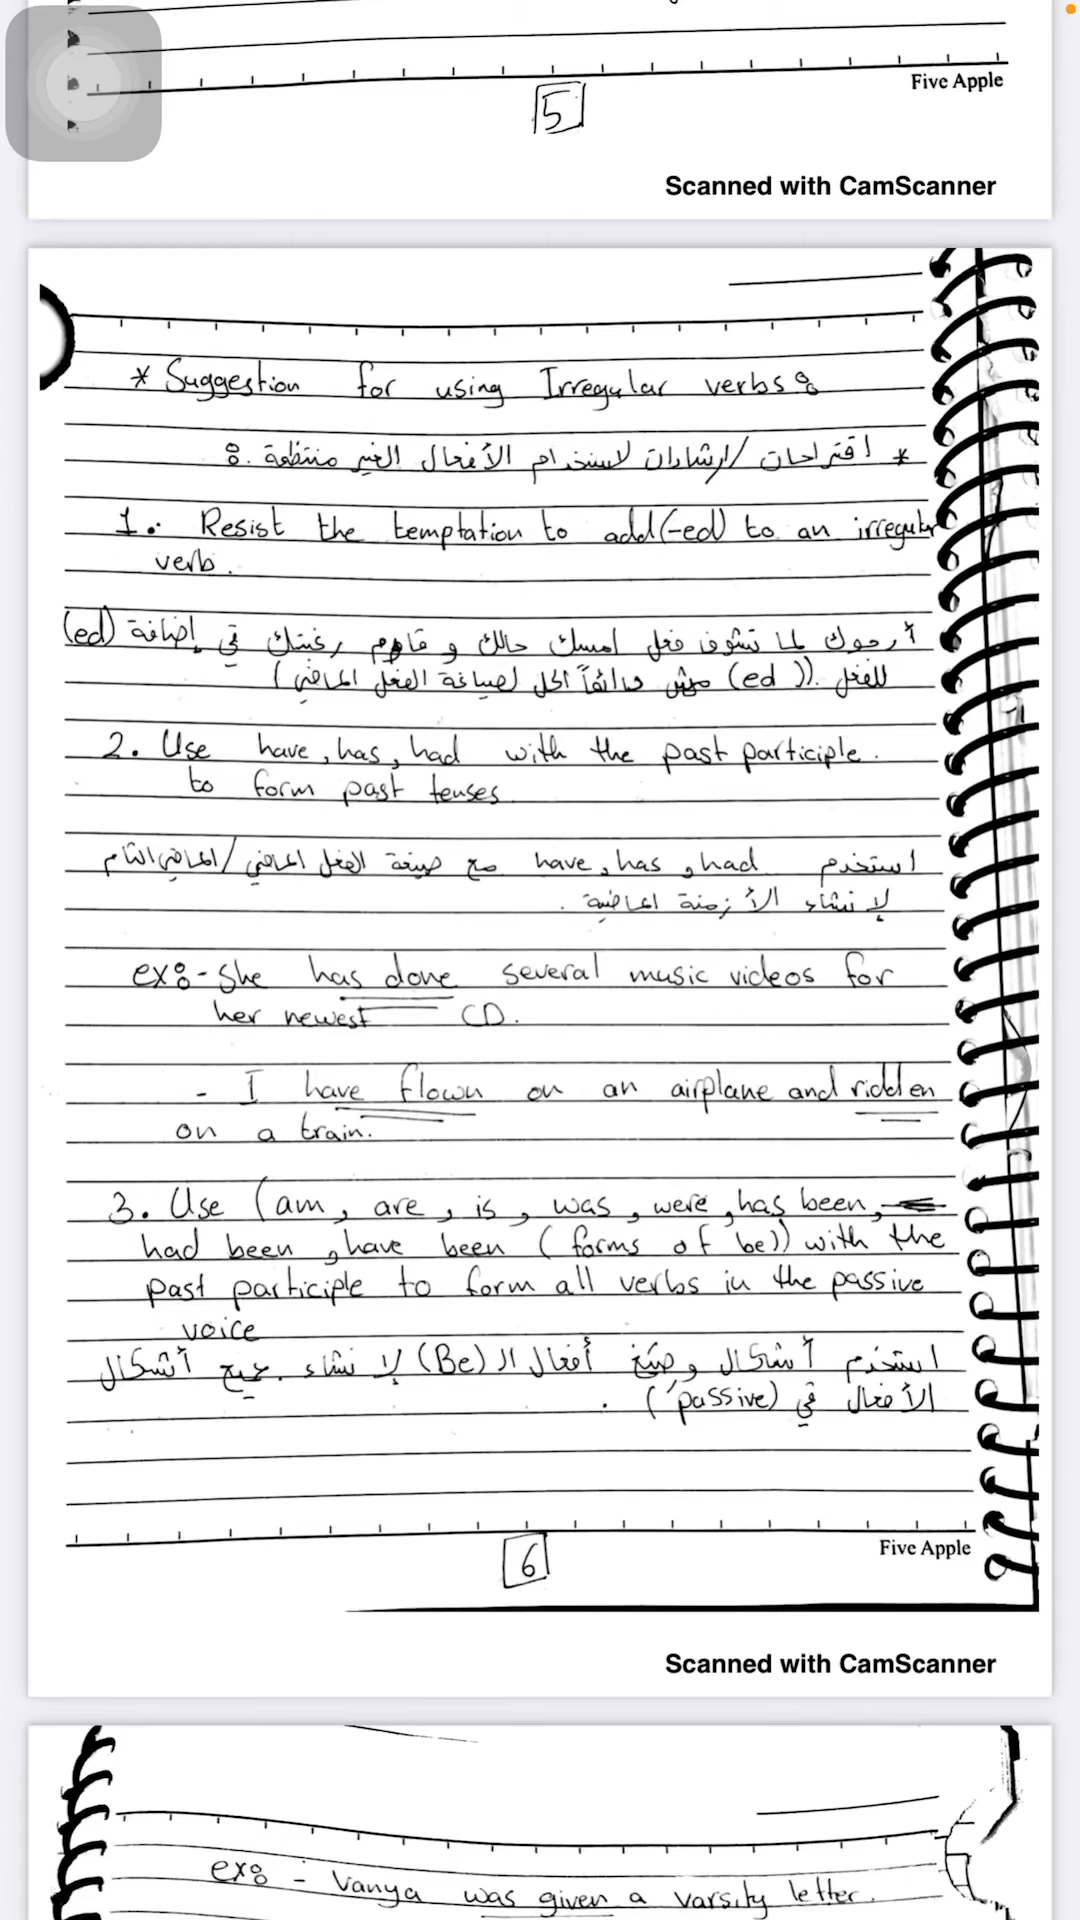 Five Apple
5
Scanned with CamScanner
* Suggestion for using Irregular verbs:
* اقتراحات / ارشادات لاستخدام الأفعال الغير منتظمة :
1. Resist the temptation to add (-ed) to an irregular
verb.
أرجوك لما تشوف فعل امسك حالك و قاوم رغبتك في إضافة (ed)
للفعل (( ed) مش دائماً الحل لصياغة الفعل الماضي)
2. Use have, has, had with the past participle.
to form past tenses
استخدم have, has, had مع صيغة الفعل الماضي / الماضي التام
لإنشاء الأزمنة الماضية .
ex: - She has done several music videos for
her newest CD.
- I have flown on an airplane and ridden
on a train.
3. Use (am, are, is, was, were, has been,
had been, have been (forms of be)) with the
past participle to form all verbs in the passive
voice
استخدم أشكال وصيغ أفعال ال (Be) لإنشاء جميع أشكال
الأفعال في (passive) .
Five Apple
6
Scanned with CamScanner
ex: - Vanya was given a varsity letter.